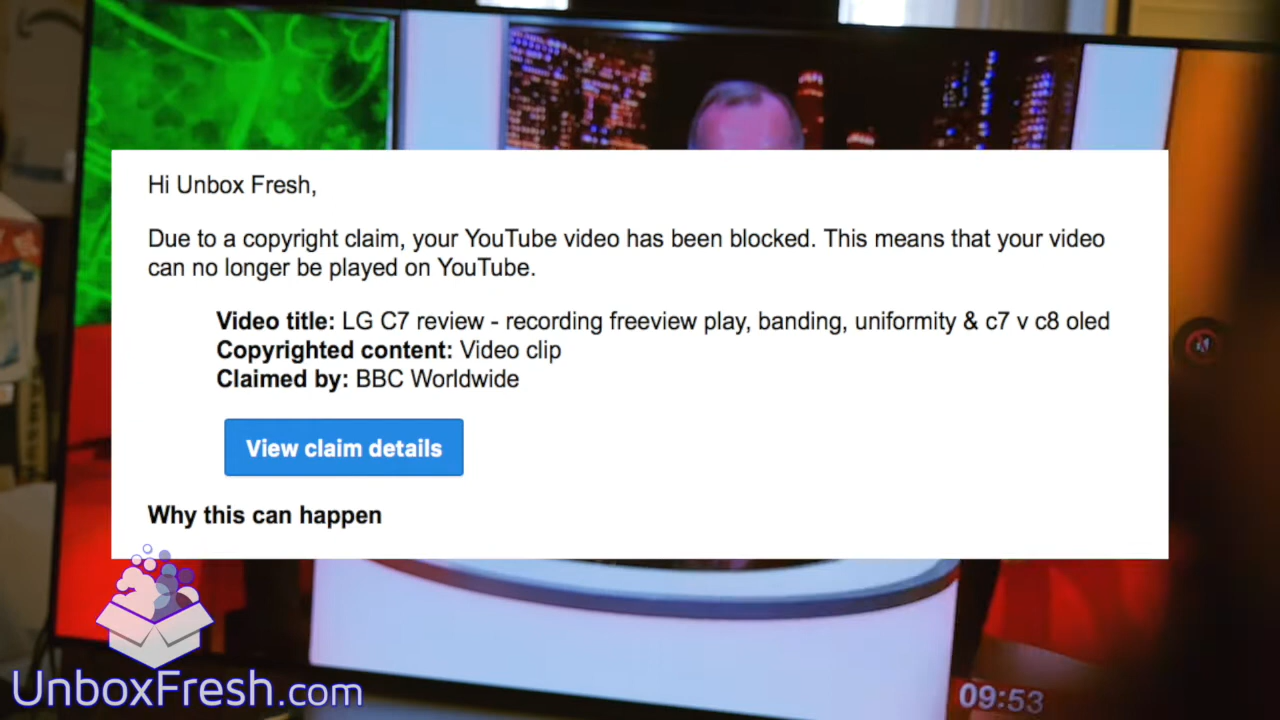 Hi Unbox Fresh,
Due to a copyright claim, your YouTube video has been blocked. This means that your video
can no longer be played on YouTube.
Video title: LG C7 review - recording freeview play, banding, uniformity & c7 v c8 oled
Copyrighted content: Video clip
Claimed by: BBC Worldwide
View claim details
Why this can happen
UnboxFresh.com
09:53